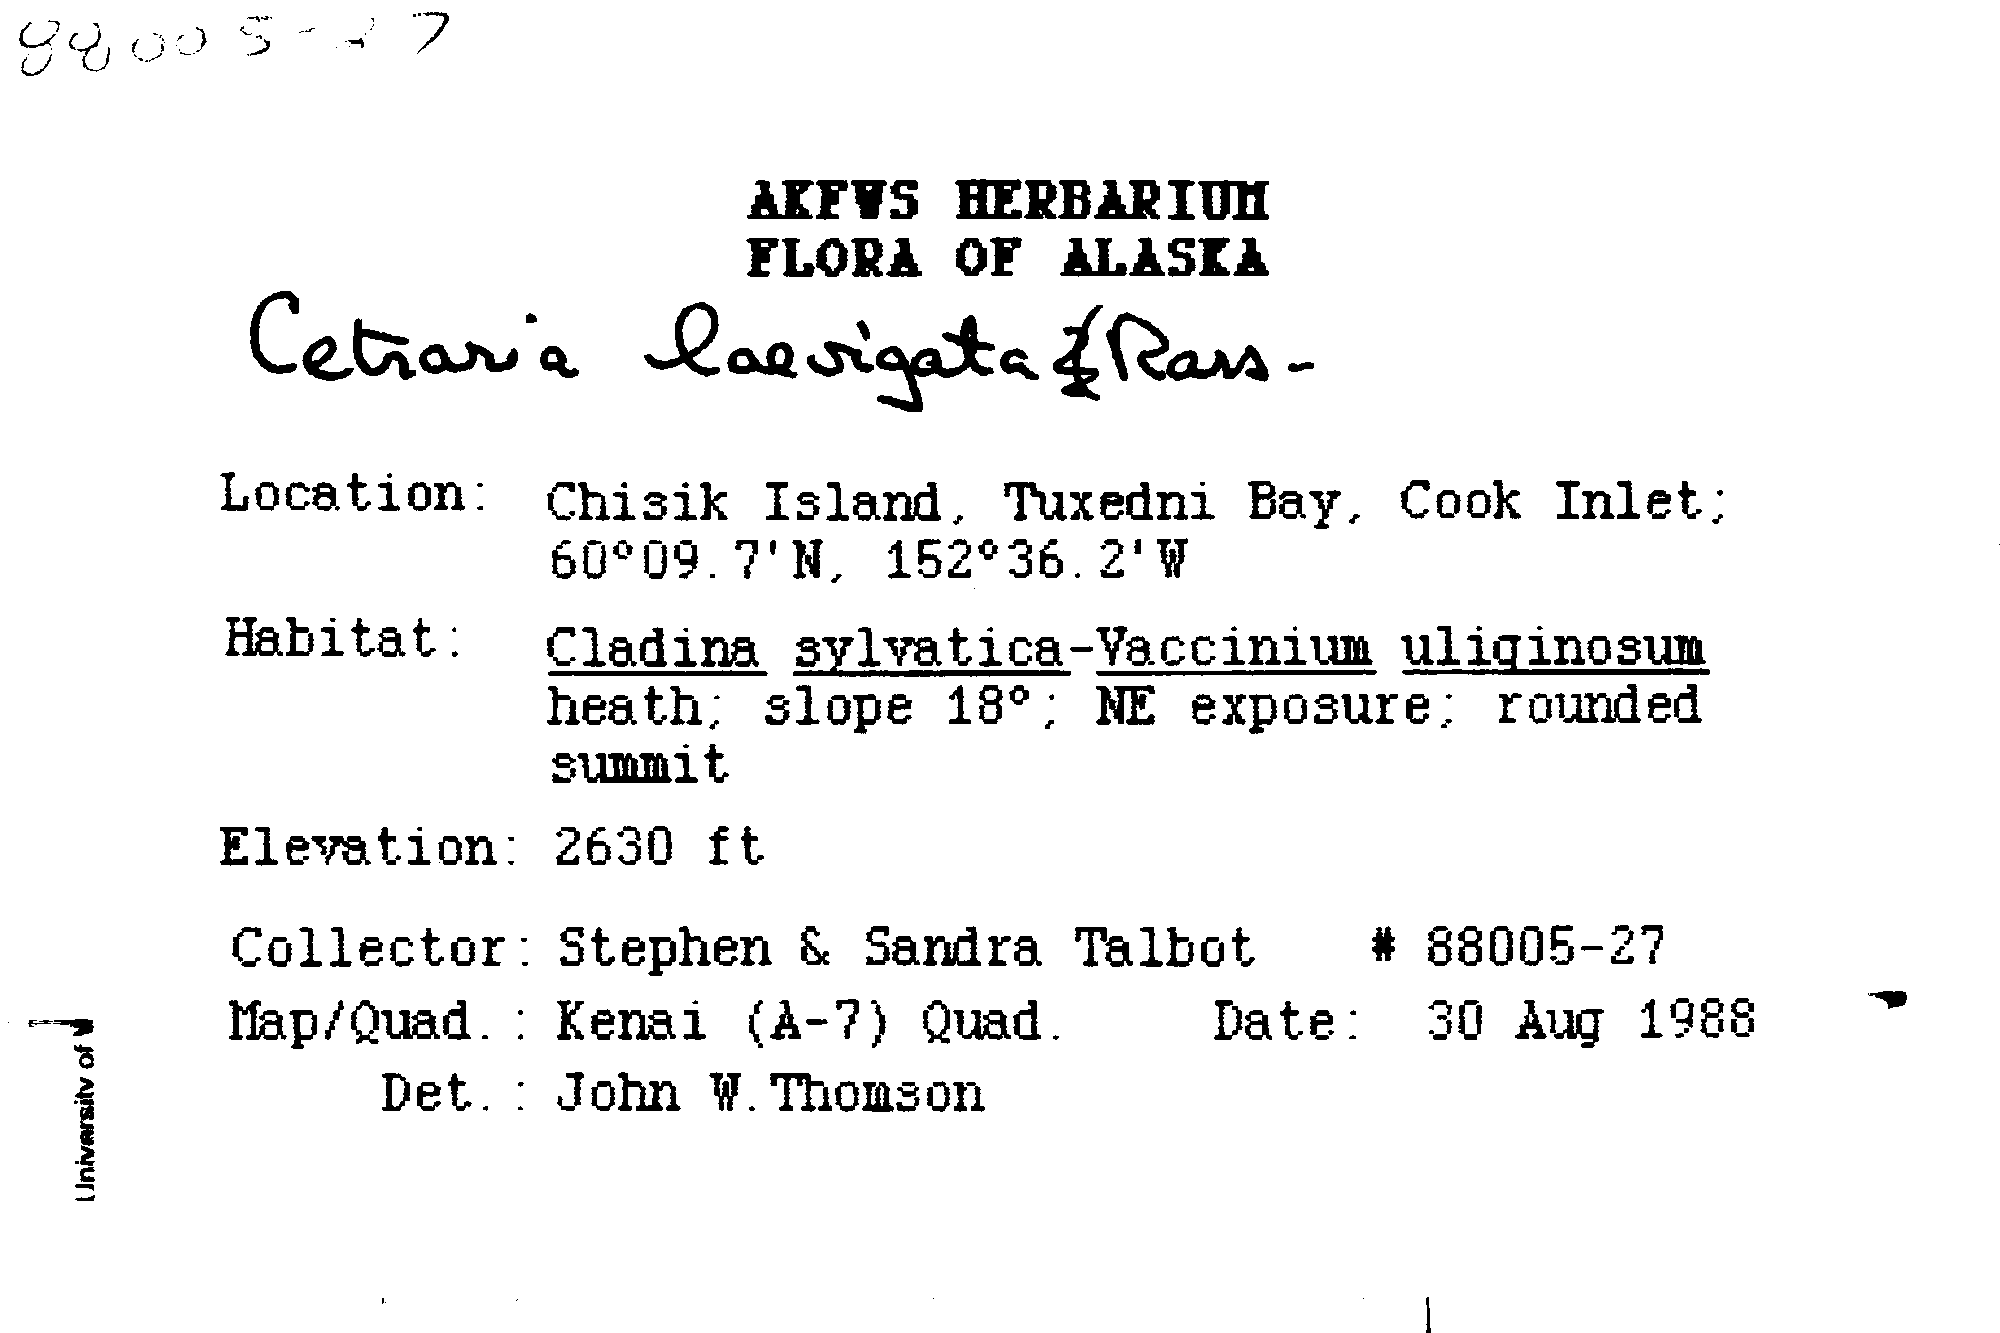 88005-27
AKFWS HERBARIUM
FLORA OF ALASKA
Cetraria laevigata Rass-
Location: Chisik Island, Tuxedni Bay, Cook Inlet;
60°09.7'N, 152°36.2'W
Habitat: Cladina sylvatica-Vaccinium uliginosum
heath; slope 18°; NE exposure; rounded
summit
Elevation: 2630 ft
Collector: Stephen & Sandra Talbot # 88005-27
Map/Quad.: Kenai (A-7) Quad. Date: 30 Aug 1988
Det.: John W. Thomson
University of